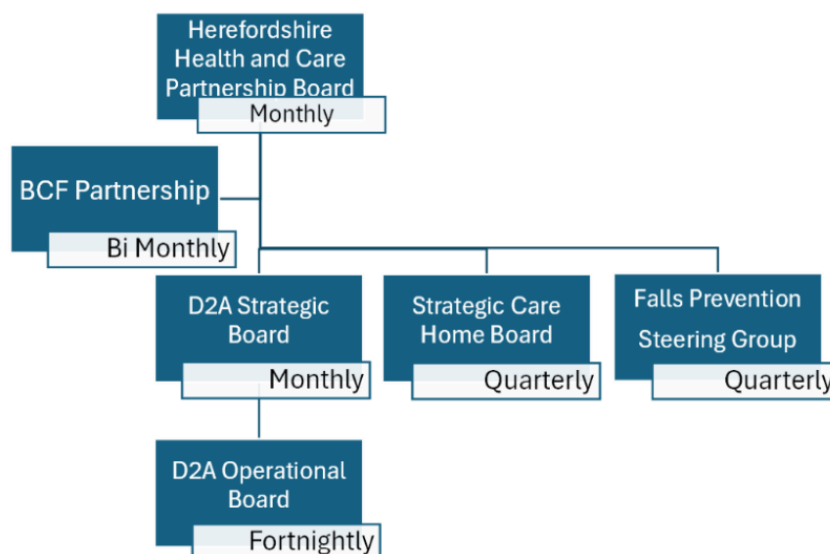 Herefordshire
Health and Care
Partnership Board
Monthly
BCF Partnership
Bi Monthly
D2A Strategic
Board
Monthly
Strategic Care
Home Board
Quarterly
Falls Prevention
Steering Group
Quarterly
D2A Operational
Board
Fortnightly